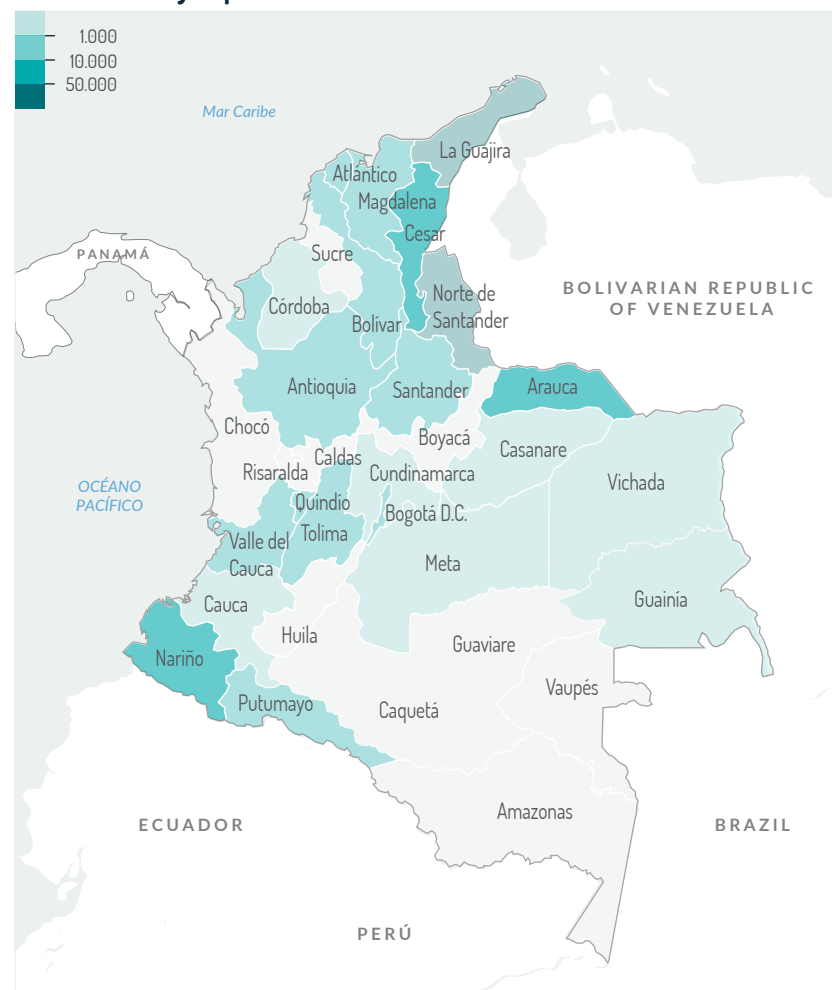 1.000
10.000
50.000
Mar Caribe
La Guajira
Atlántico
Magdalena
Cesar
Sucre
PANAMÁ
BOLIVARIAN REPUBLIC
OF VENEZUELA
Norte de
Santander
Córdoba
Bolívar
Antioquia
Santander
Arauca
Chocó
Boyacá
Casanare
Caldas
Risaralda
Cundinamarca
Vichada
OCÉANO
PACÍFICO
Quindío
Bogotá D.C.
Tolima
Valle del
Cauca
Meta
Guainía
Cauca
Huila
Guaviare
Nariño
Vaupés
Putumayo
Caquetá
Amazonas
ECUADOR
BRAZIL
PERÚ